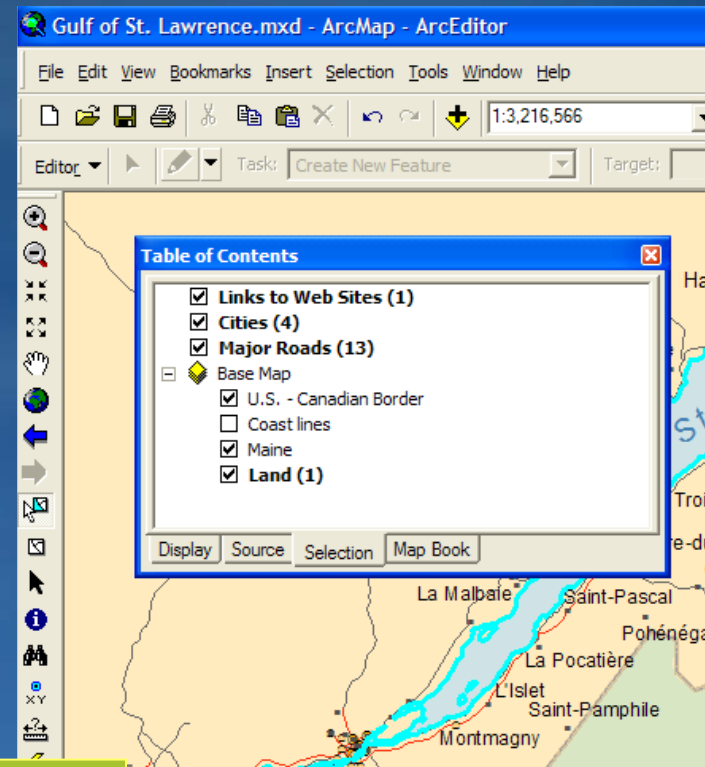 Gulf of St. Lawrence.mxd - ArcMap - ArcEditor
File Edit View Bookmarks Insert Selection Tools Window Help
1:3,216,566
Editor Task: Create New Feature Target:
Table of Contents
Links to Web Sites (1)
Cities (4)
Major Roads (13)
Base Map
U.S. - Canadian Border
Coast lines
Maine
Land (1)
Display Source Selection Map Book
Ha
St
Troi
re-du
La Malbaie Saint-Pascal
Pohénéga
La Pocatière
L'Islet
Saint-Pamphile
Montmagny
XY